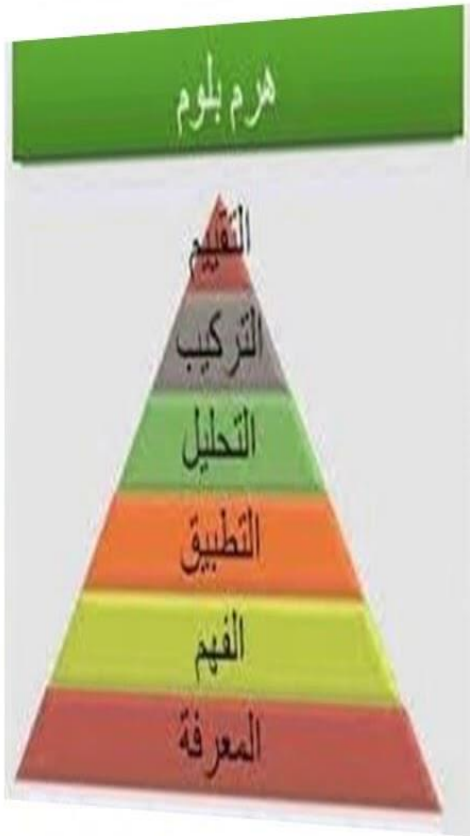 هرم بلوم
التقييم
التركيب
التحليل
التطبيق
الفهم
المعرفة